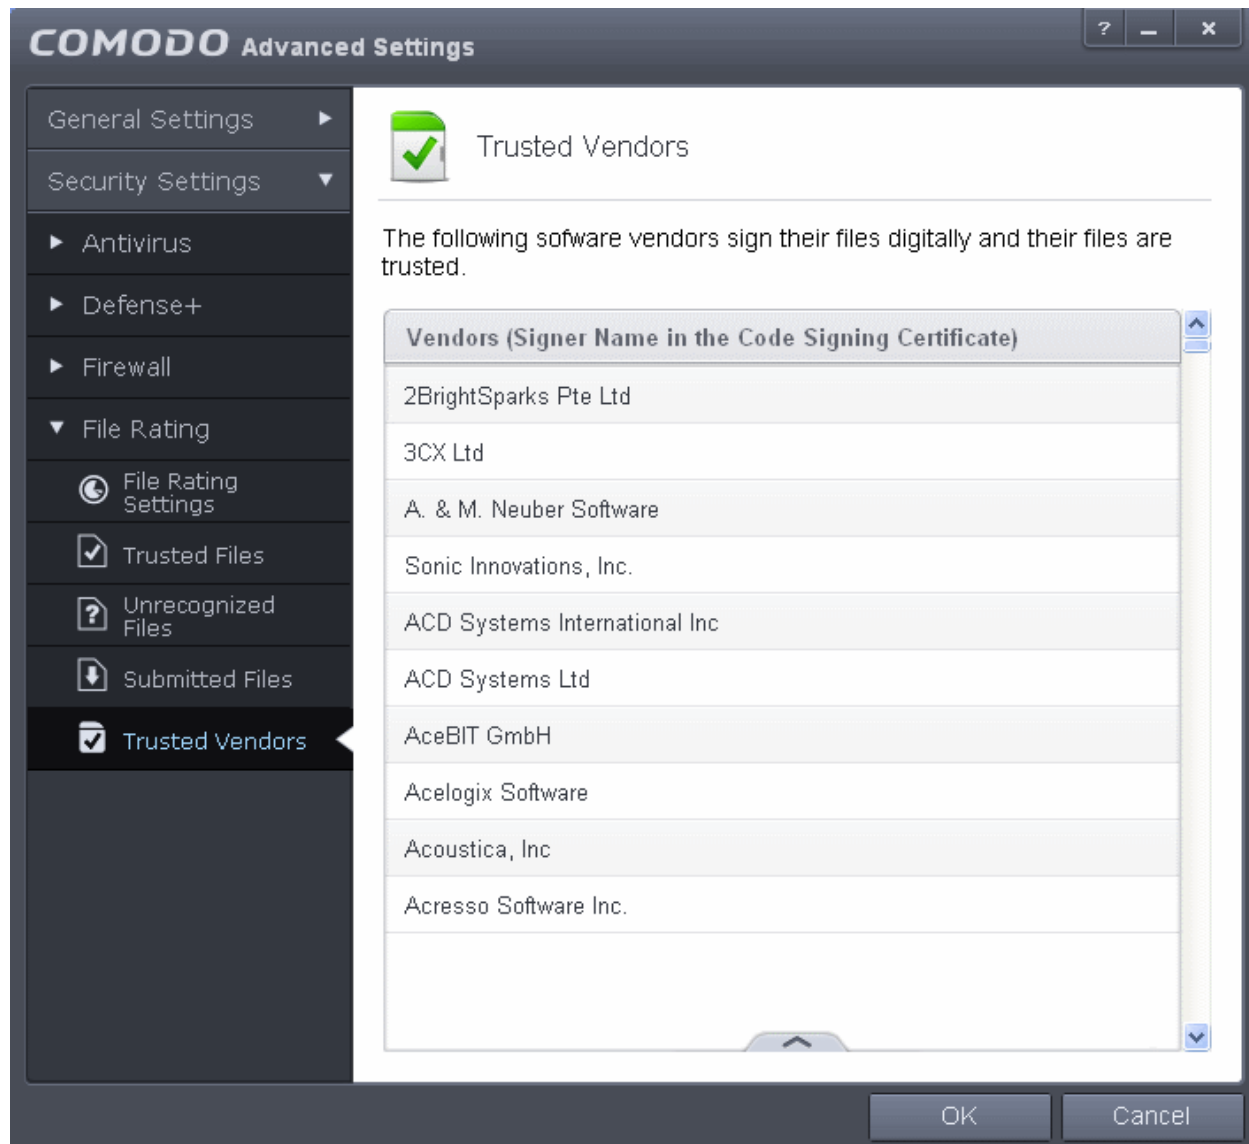 COMODO Advanced Settings
?
General Settings
Security Settings
Antivirus
Defense+
Firewall
File Rating
File Rating
Settings
Trusted Files
Unrecognized
Files
Submitted Files
Trusted Vendors
Trusted Vendors
The following sofware vendors sign their files digitally and their files are
trusted.
Vendors (Signer Name in the Code Signing Certificate)
2BrightSparks Pte Ltd
3CX Ltd
A. & M. Neuber Software
Sonic Innovations, Inc.
ACD Systems International Inc
ACD Systems Ltd
AceBIT GmbH
Acelogix Software
Acoustica, Inc
Acresso Software Inc.
OK
Cancel